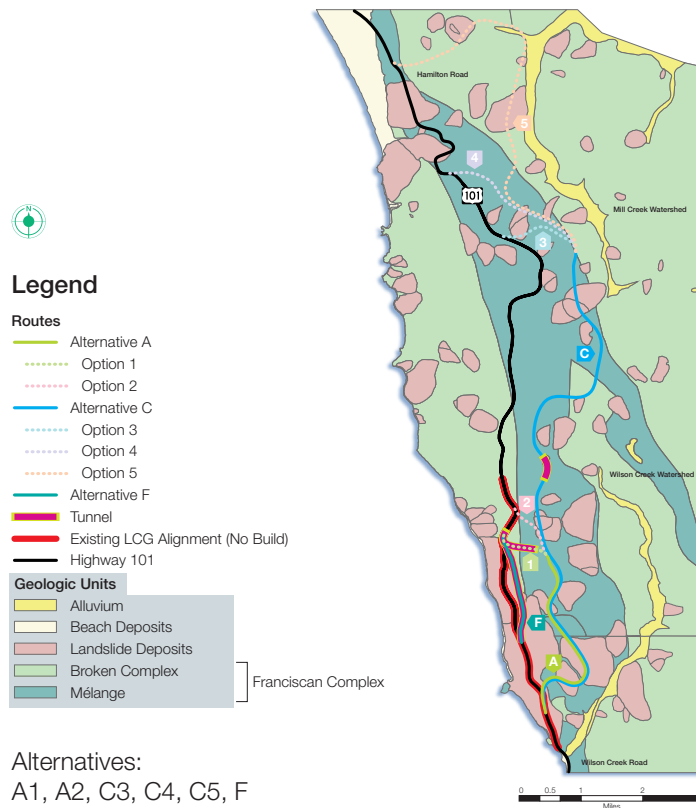 Hamilton Road
5
4
101
Mill Creek Watershed
3
N
Legend
Routes
Alternative A
Option 1
Option 2
Alternative C
Option 3
Option 4
Option 5
Alternative F
Tunnel
Existing LCG Alignment (No Build)
Highway 101
Geologic Units
Alluvium
Beach Deposits
Landslide Deposits
Broken Complex
Mélange
Franciscan Complex
C
Wilson Creek Watershed
2
1
F
A
Wilson Creek Road
Alternatives:
A1, A2, C3, C4, C5, F
0 0.5 1 2
Miles